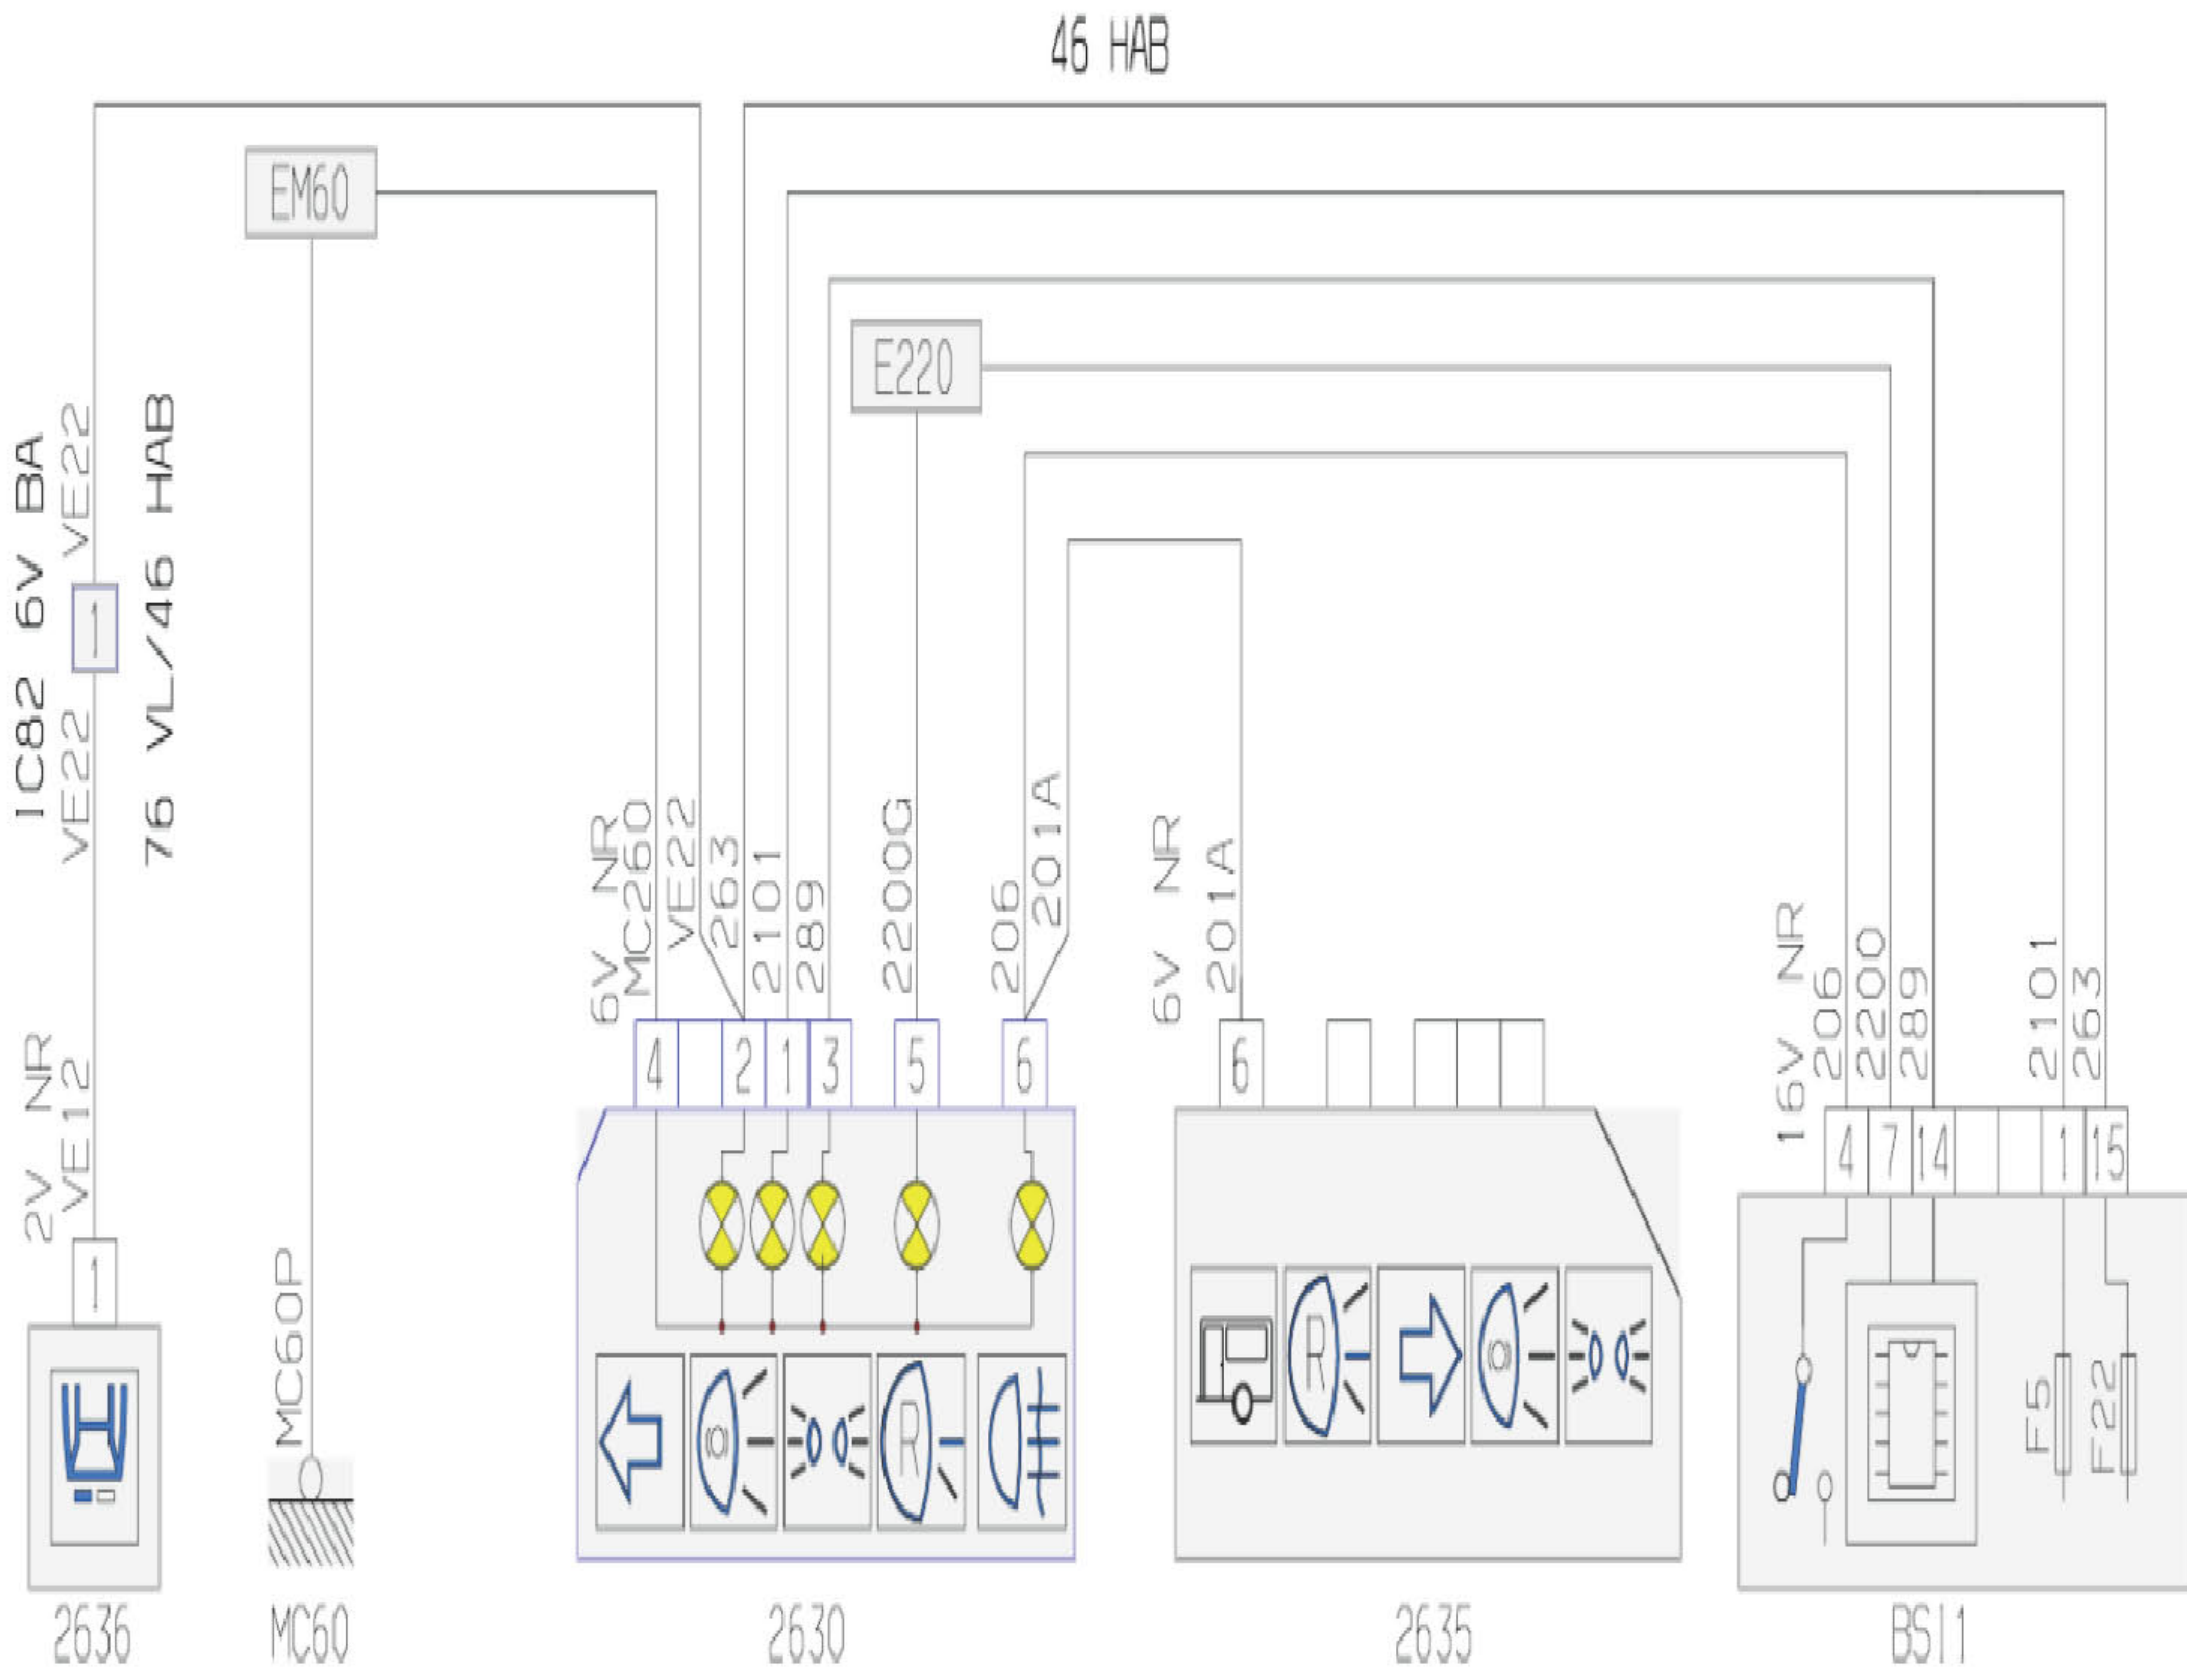 46 HAB
EM60
E220
1C82 6V BA
VE22
1
VE22
76 VL/46 HAB
2V NR
VE12
1
MC60P
6V NR
MC260
VE22
263
2101
289
2200G
206
201A
6V NR
201A
16V NR
206
2200
289
2101
263
4
2
1
3
5
6
6
4
7
14
1
15
R
R
F5
F22
2636
MC60
2630
2635
BSI1